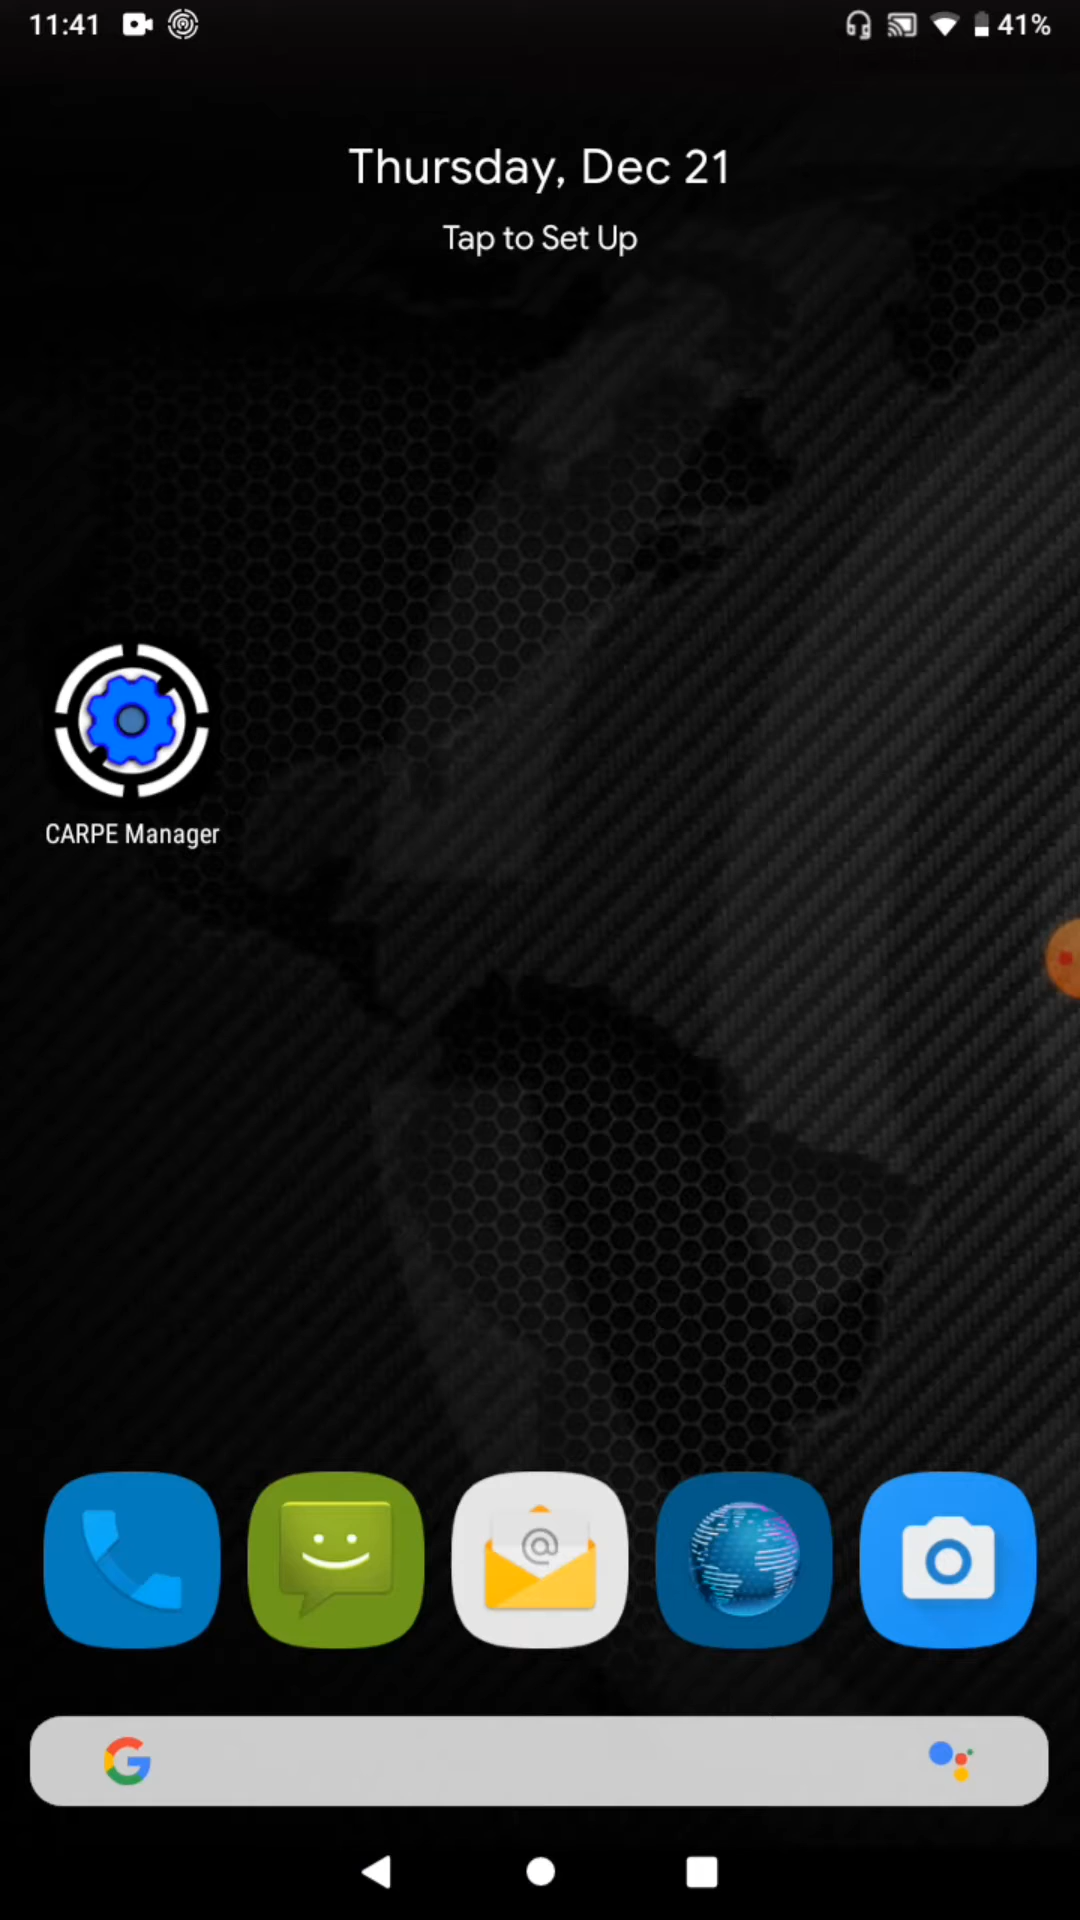 11:41
41%
Thursday, Dec 21
Tap to Set Up
CARPE Manager
@
G